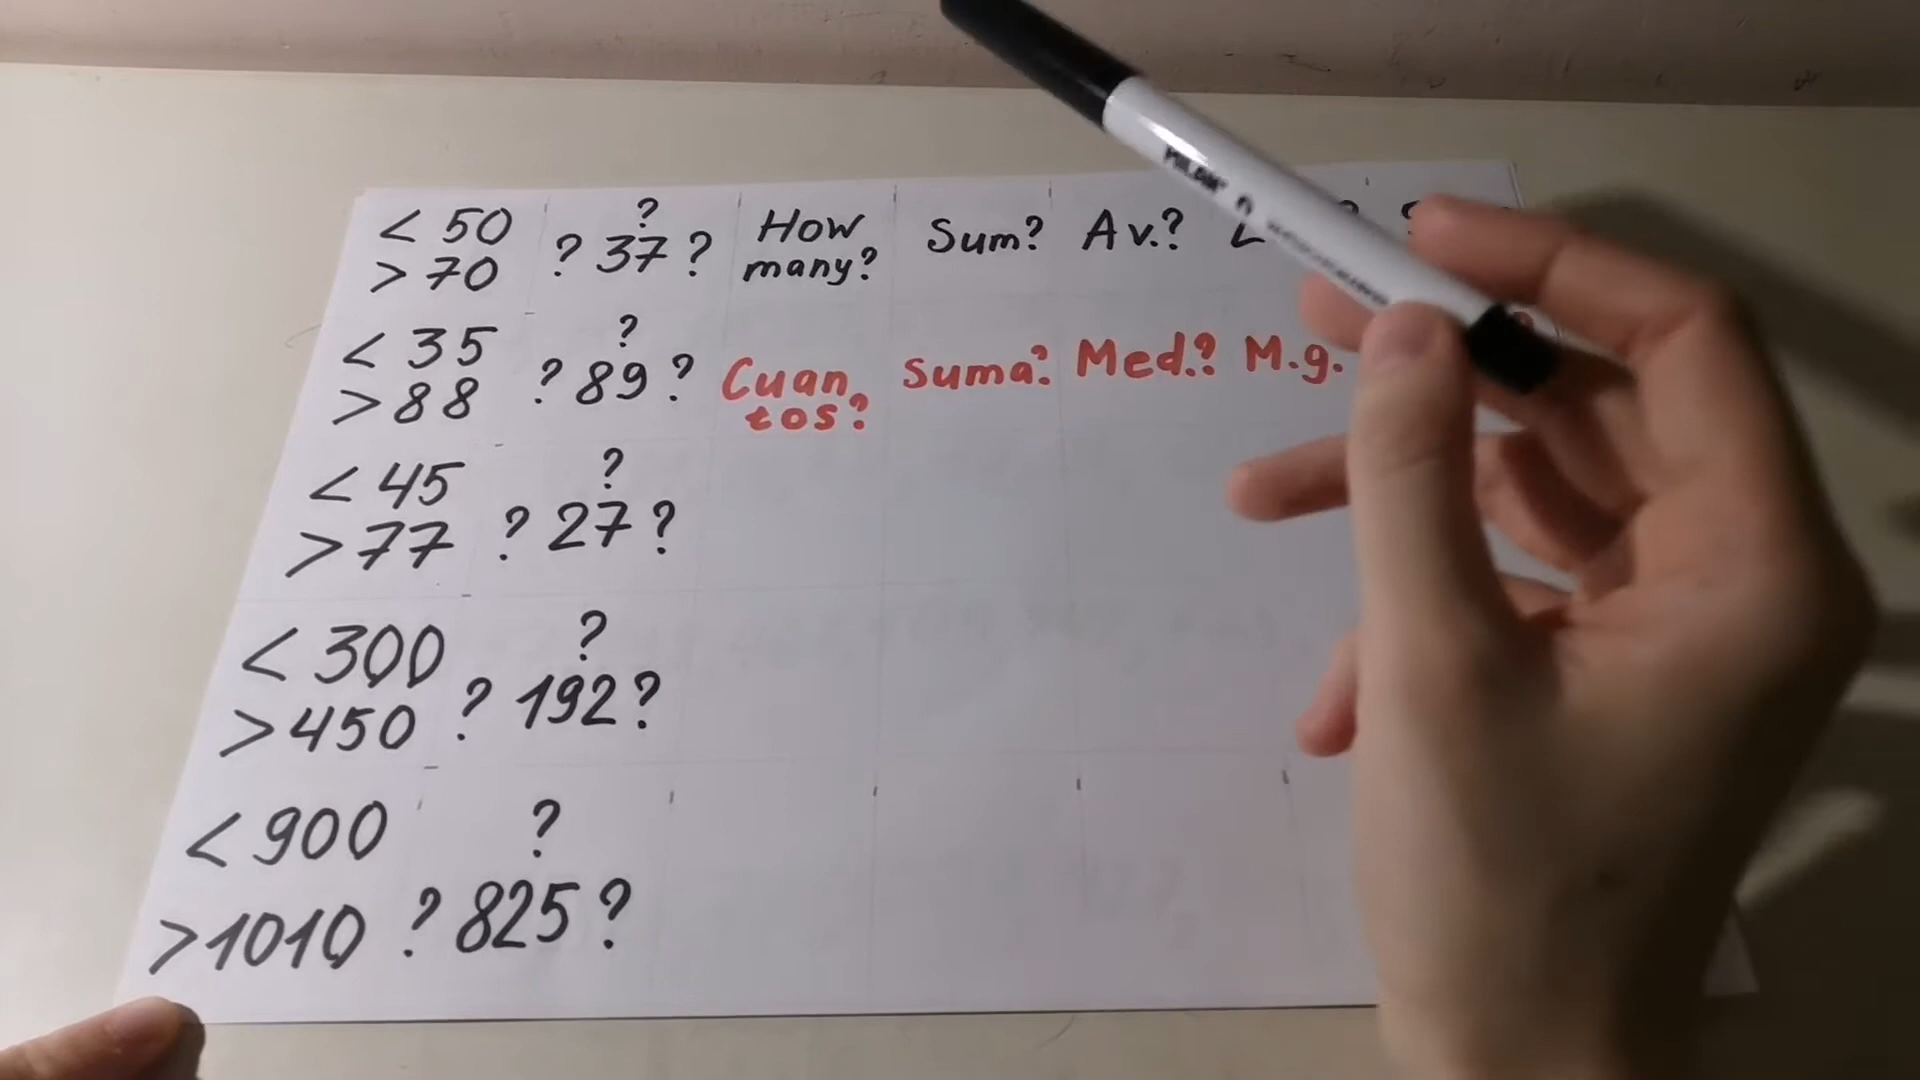 < 50
> 70
?
? 37 ?
How
many?
Sum?
Av.?
< 35
> 88
?
? 89 ?
Cuan
tos?
Suma?
Med.?
M.g.
< 45
> 77
?
? 27 ?
< 300
> 450
?
? 192 ?
< 900
> 1010
?
? 825 ?
MILAN